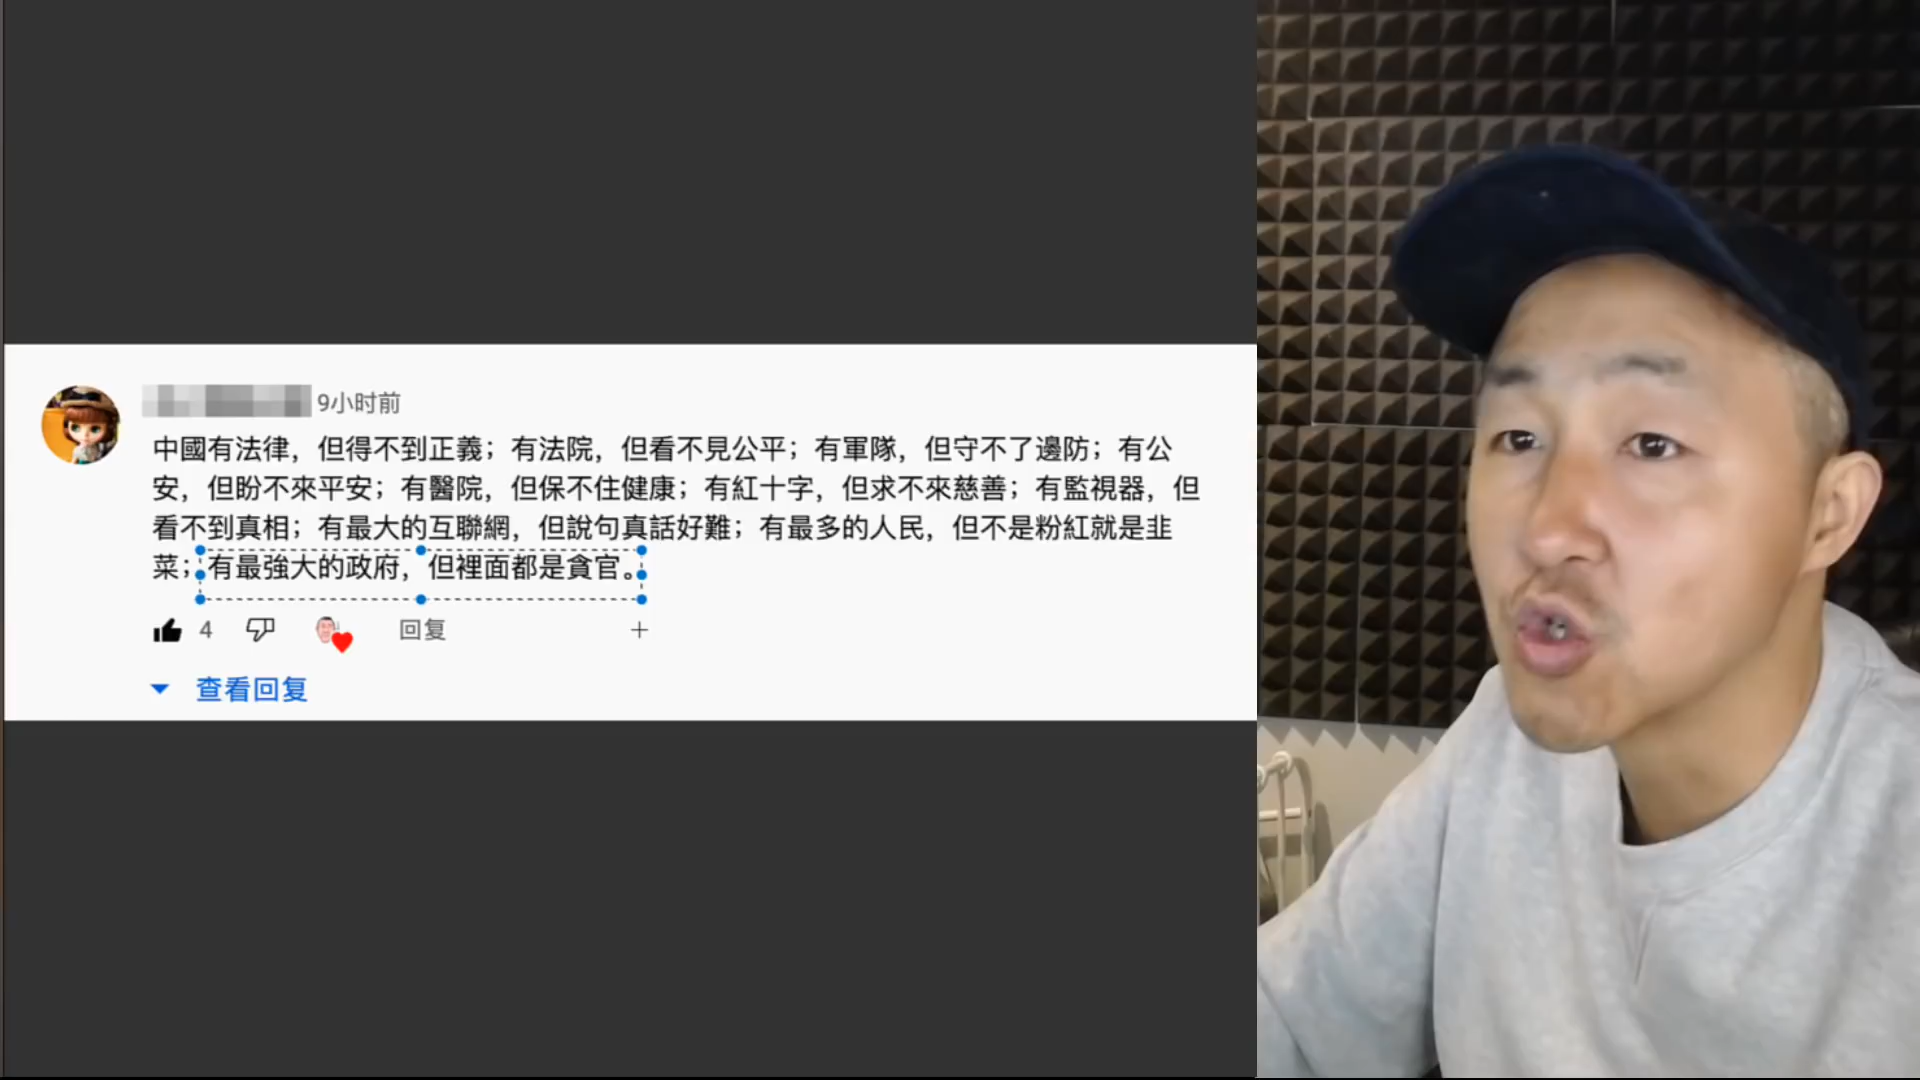 9小时前
中國有法律，但得不到正義；有法院，但看不見公平；有軍隊，但守不了邊防；有公
安，但盼不來平安；有醫院，但保不住健康；有紅十字，但求不來慈善；有監視器，但
看不到真相；有最大的互聯網，但說句真話好難；有最多的人民，但不是粉紅就是韭
菜；有最強大的政府，但裡面都是貪官。
4 回复
查看回复